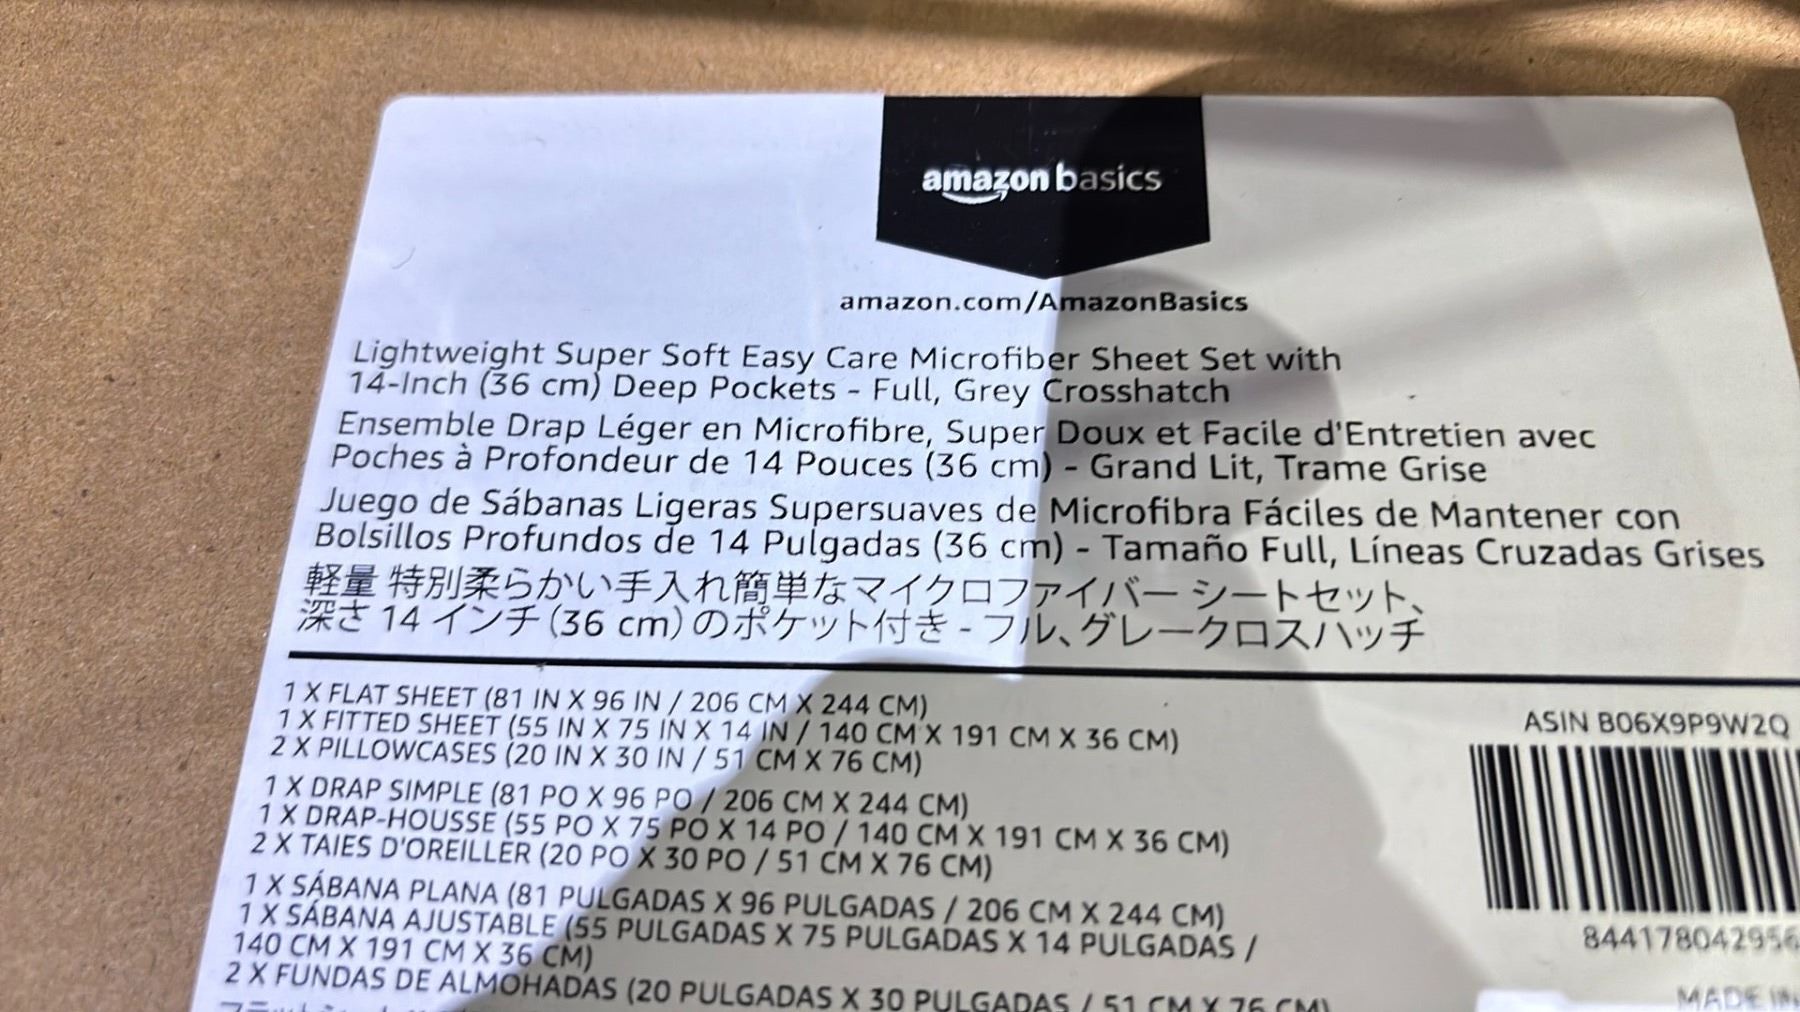 amazon basics
amazon.com/AmazonBasics
Lightweight Super Soft Easy Care Microfiber Sheet Set with
14-Inch (36 cm) Deep Pockets - Full, Grey Crosshatch
Ensemble Drap Léger en Microfibre, Super Doux et Facile d'Entretien avec
Poches à Profondeur de 14 Pouces (36 cm) - Grand Lit, Trame Grise
Juego de Sábanas Ligeras Supersuaves de Microfibra Fáciles de Mantener con
Bolsillos Profundos de 14 Pulgadas (36 cm) - Tamaño Full, Líneas Cruzadas Grises
軽量 特別柔らかい手入れ簡単なマイクロファイバー シートセット、
深さ 14 インチ (36 cm) のポケット付き - フル、グレークロスハッチ
1 X FLAT SHEET (81 IN X 96 IN / 206 CM X 244 CM)
1 X FITTED SHEET (55 IN X 75 IN X 14 IN / 140 CM X 191 CM X 36 CM)
2 X PILLOWCASES (20 IN X 30 IN / 51 CM X 76 CM)
1 X DRAP SIMPLE (81 PO X 96 PO / 206 CM X 244 CM)
1 X DRAP-HOUSSE (55 PO X 75 PO X 14 PO / 140 CM X 191 CM X 36 CM)
2 X TAIES D'OREILLER (20 PO X 30 PO / 51 CM X 76 CM)
1 X SÁBANA PLANA (81 PULGADAS X 96 PULGADAS / 206 CM X 244 CM)
1 X SÁBANA AJUSTABLE (55 PULGADAS X 75 PULGADAS X 14 PULGADAS /
140 CM X 191 CM X 36 CM)
2 X FUNDAS DE ALMOHADAS (20 PULGADAS X 30 PULGADAS / 51 CM X 76 CM)
ASIN B06X9P9W2Q
844178042956
MADE IN